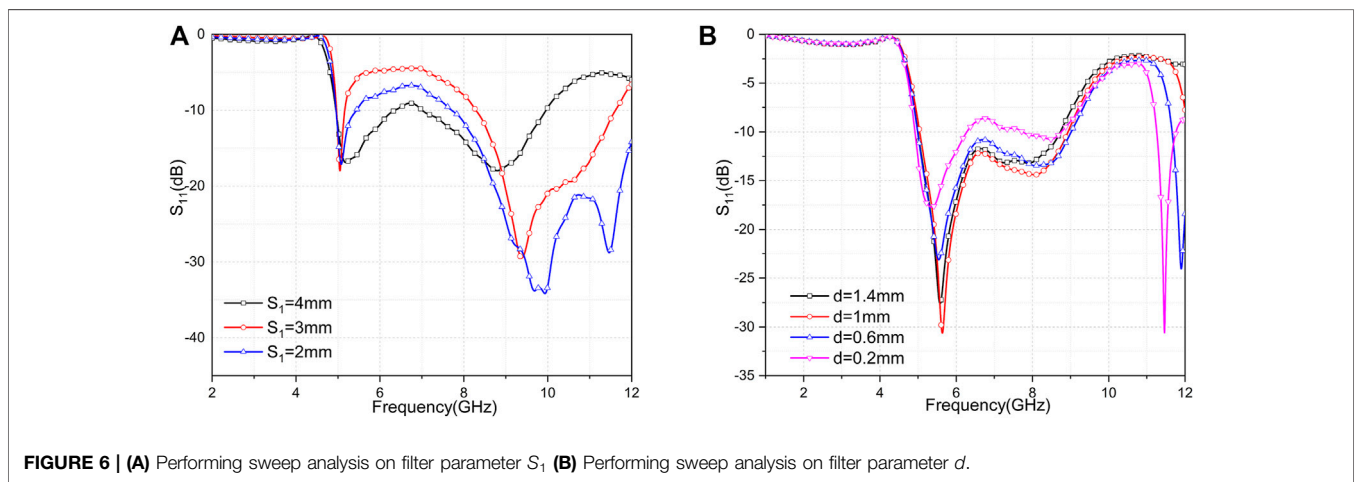 A
0
-10
-20
-30
-40
S₁₁(dB)
S₁=4mm
S₁=3mm
S₁=2mm
2
4
6
8
10
12
Frequency(GHz)
B
0
-5
-10
-15
-20
-25
-30
-35
S₁₁(dB)
d=1.4mm
d=1mm
d=0.6mm
d=0.2mm
2
4
6
8
10
12
Frequency(GHz)
FIGURE 6 | (A) Performing sweep analysis on filter parameter S₁ (B) Performing sweep analysis on filter parameter d.